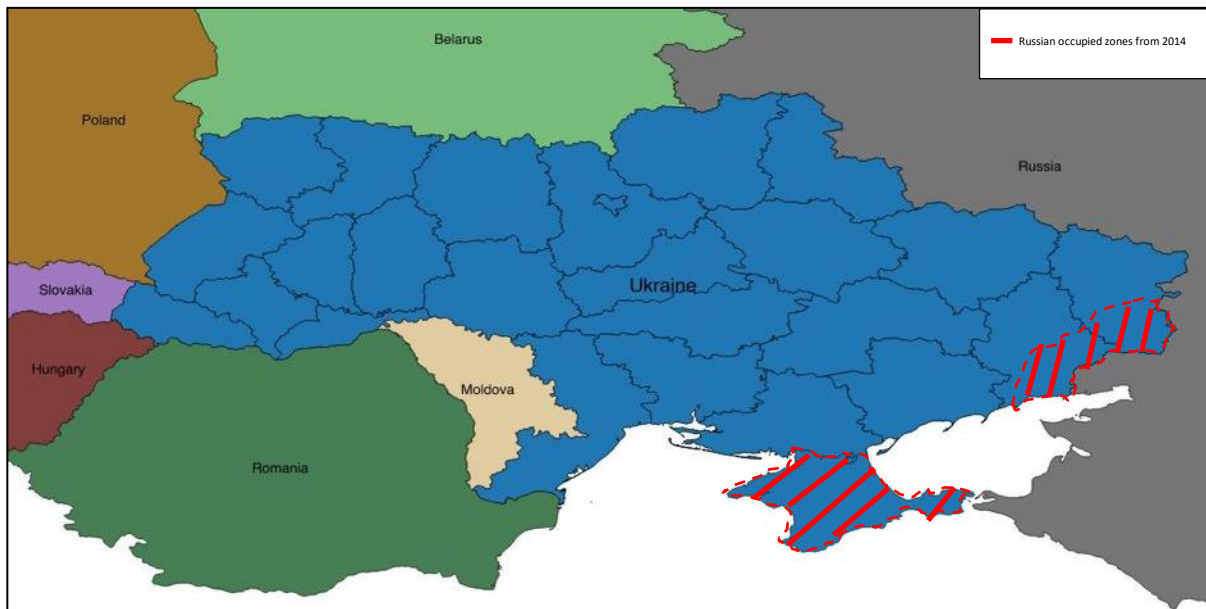 Belarus
Russian occupied zones from 2014
Poland
Russia
Ukraine
Slovakia
Hungary
Moldova
Romania